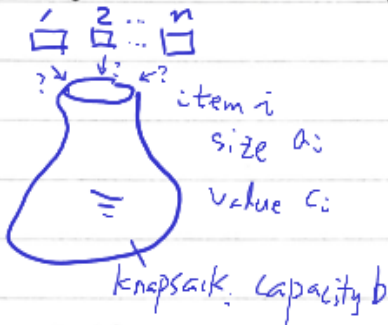 1 2 ... n
...
? ? ?
item i
size aᵢ
value cᵢ
knapsack. capacity b